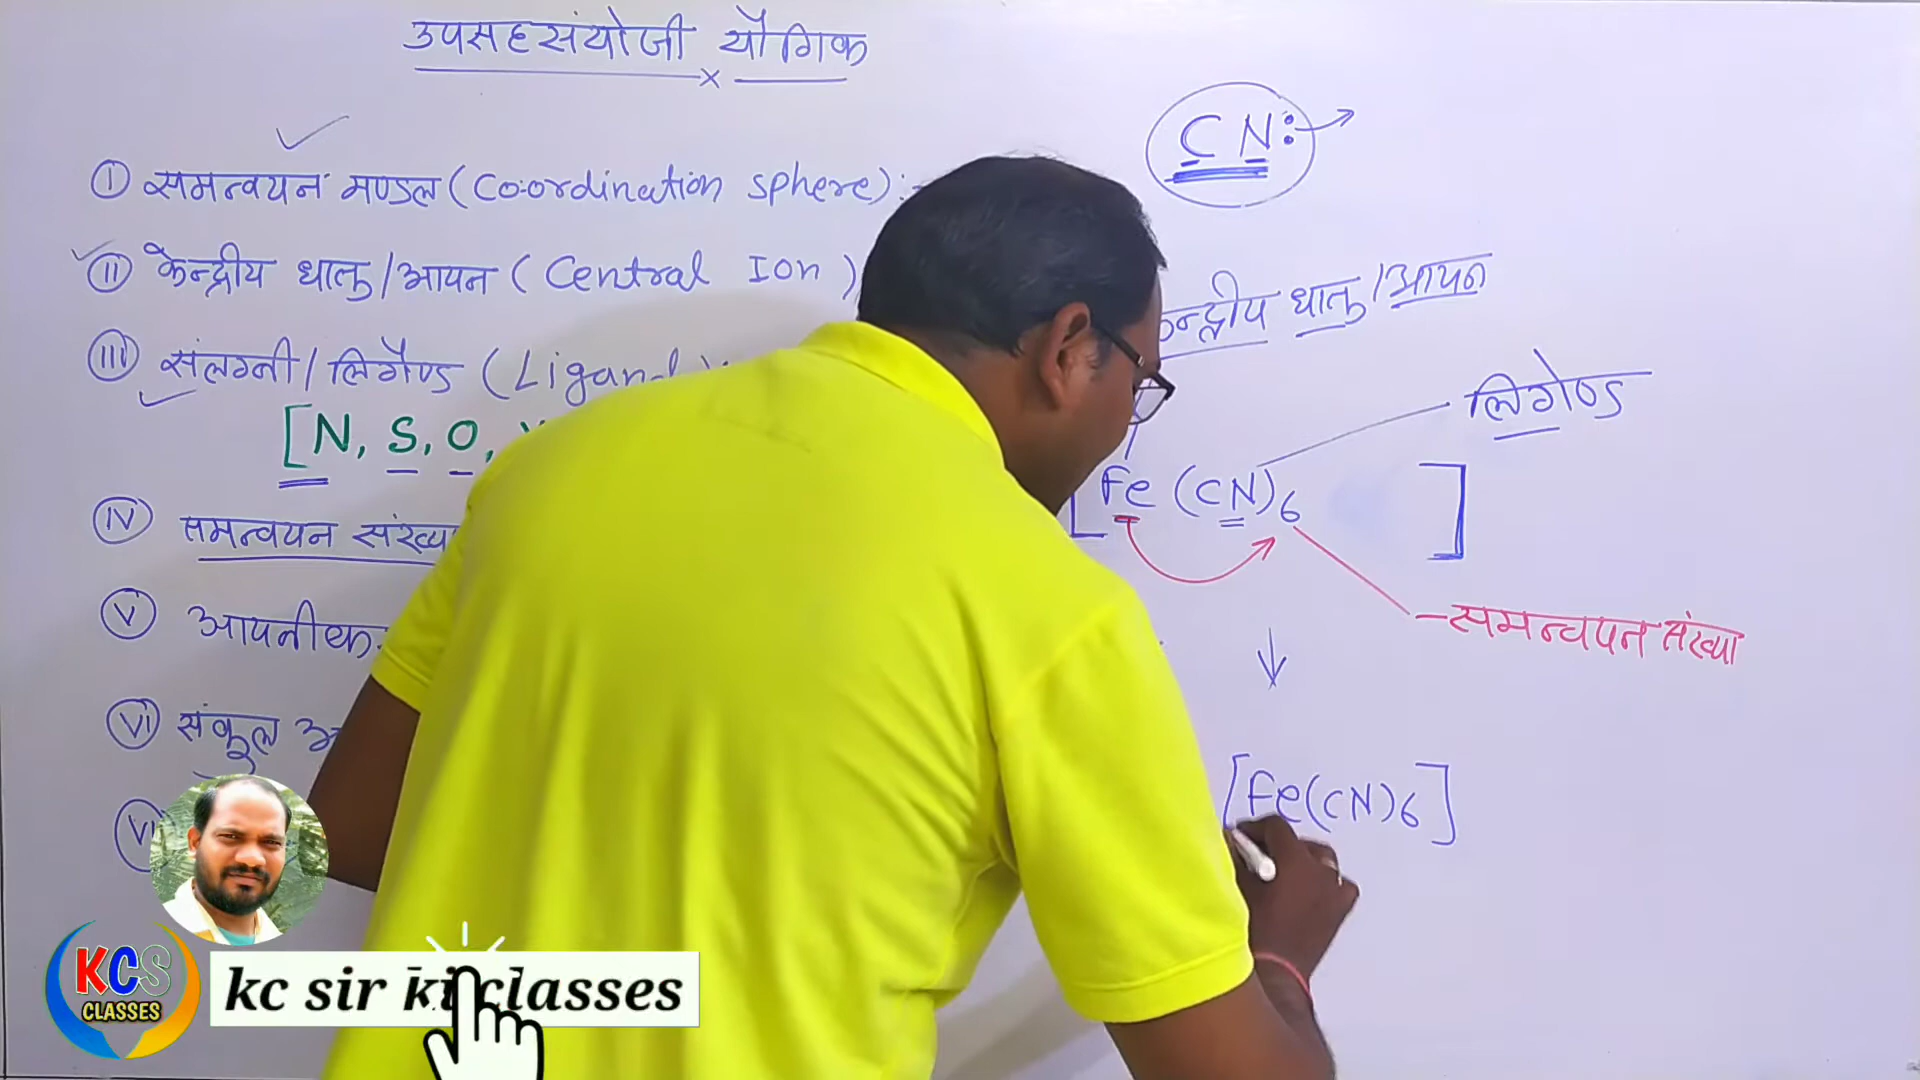 उपसहसंयोजी यौगिक
CN:
I समन्वयन मण्डल (Co-ordination sphere):-
II केन्द्रीय धातु/आयन (Central Ion)
न्द्रीय धातु/आयन
III संलग्नी/लिगैण्ड (Ligand
लिगेण्ड
[N, S, O,
[Fe (CN)6 ]
IV समन्वयन संख्या
समन्वयन संख्या
V आयनीक
VI संकुल
[Fe(CN)6]
KCS
CLASSES
kc sir ki classes